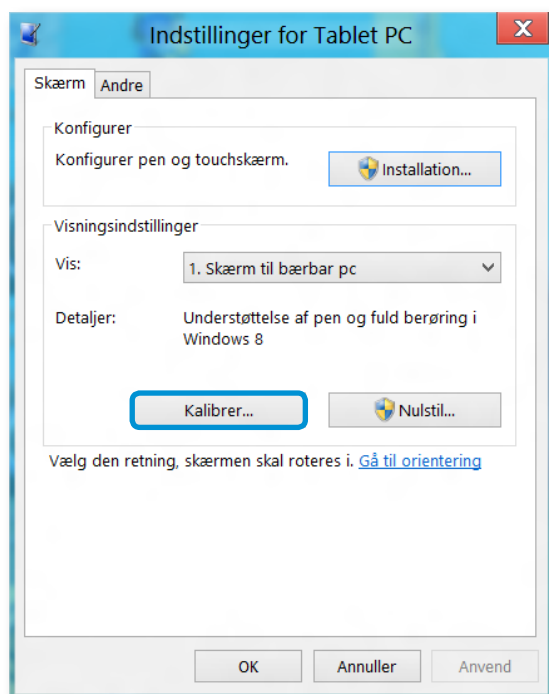 Indstillinger for Tablet PC
Skærm
Andre
Konfigurer
Konfigurer pen og touchskærm.
Installation...
Visningsindstillinger
Vis:
1. Skærm til bærbar pc
Detaljer:
Understøttelse af pen og fuld berøring i
Windows 8
Kalibrer...
Nulstil...
Vælg den retning, skærmen skal roteres i. Gå til orientering
OK
Annuller
Anvend